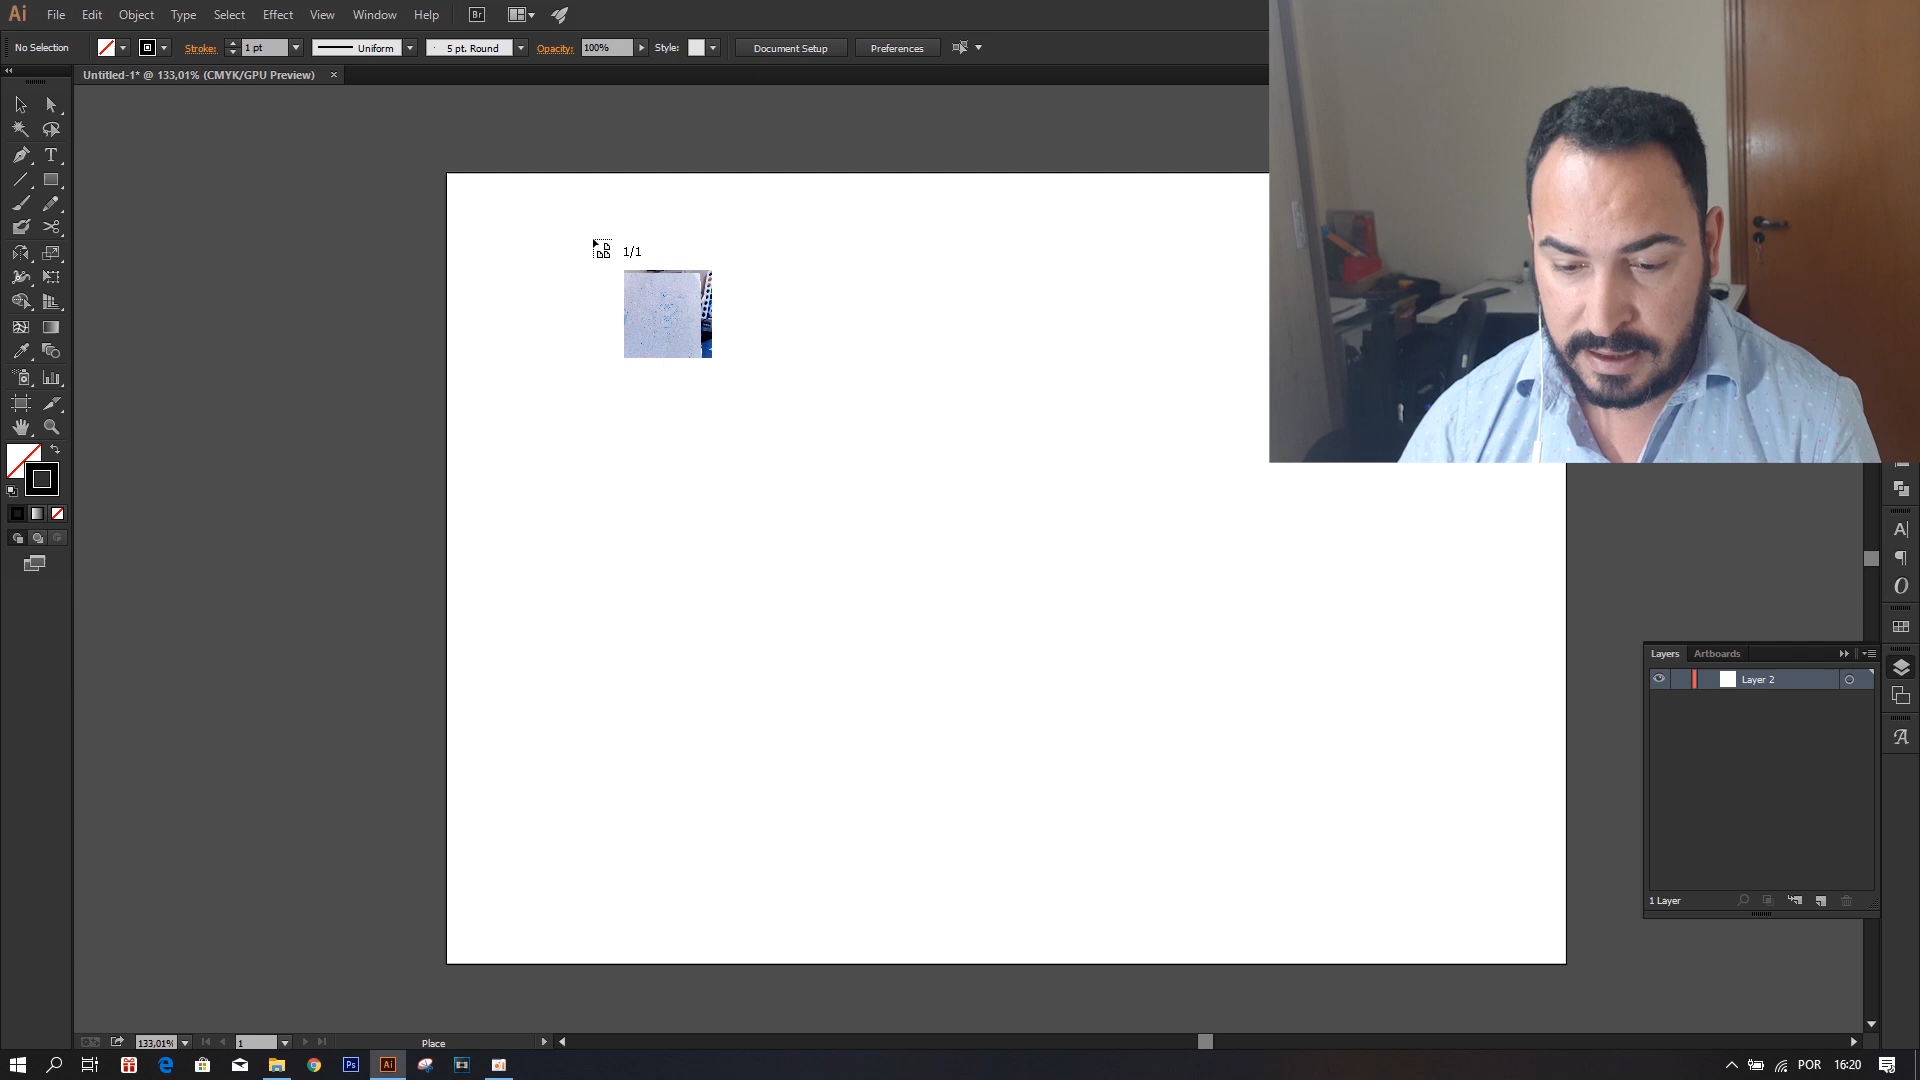 Ai File Edit Object Type Select Effect View Window Help Br
No Selection Stroke: 1 pt Uniform 5 pt. Round Opacity: 100% Style: Document Setup Preferences
Untitled-1* @ 133,01% (CMYK/GPU Preview) ×
1/1
Layers Artboards
Layer 2
1 Layer
133,01% 1 Place
Ps Ai
POR 16:20